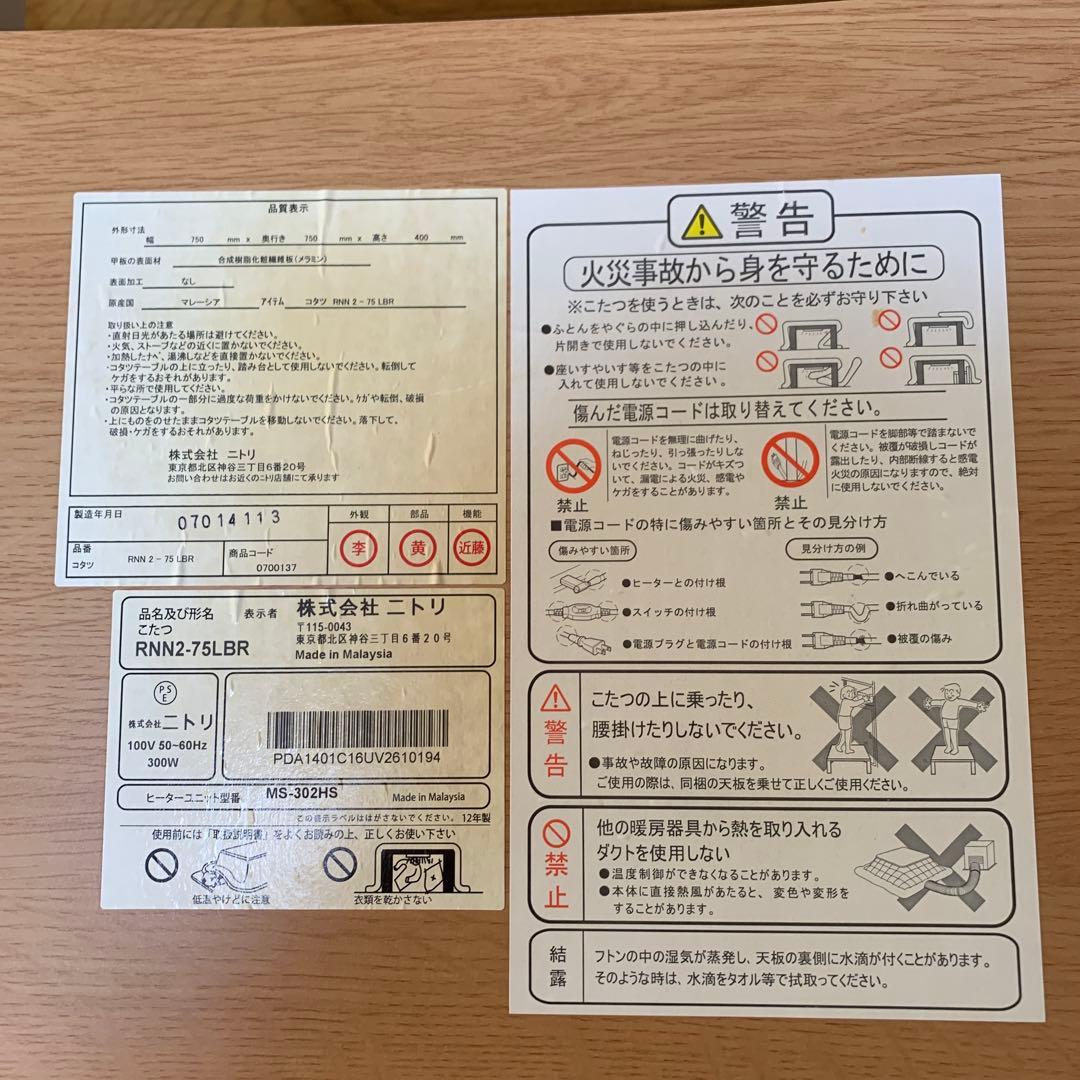 品質表示
外形寸法
幅 750 mm x 奥行き 750 mm x 高さ 400 mm
甲板の表面材 合成樹脂化粧繊維板(メラミン)
表面加工 なし
原産国 マレーシア アイテム コタツ RNN 2 - 75 LBR
取り扱い上の注意
・直射日光があたる場所は避けてください。
・火気、ストーブなどの近くに置かないでください。
・加熱したナベ、湯沸しなどを直接置かないでください。
・コタツテーブルの上に立ったり、踏み台として使用しないでください。転倒して
ケガをするおそれがあります。
・平らな所で使用してください。
・コタツテーブルの一部分に過度な荷重をかけないでください。ケガや転倒、破損
の原因となります。
・上にものをのせたままコタツテーブルを移動しないでください。落下して、
破損・ケガをするおそれがあります。
株式会社 ニトリ
東京都北区神谷三丁目6番20号
お問い合わせはお近くのニトリ店舗にて承ります
製造年月日 07014113 外観 部品 機能
李 黄 近藤
品番
コタツ RNN 2 - 75 LBR 商品コード 0700137
品名及び形名 表示者 株式会社 ニトリ
こたつ 〒115-0043
RNN2-75LBR 東京都北区神谷三丁目6番20号
Made in Malaysia
PSE
株式会社 ニトリ
100V 50~60Hz
300W
PDA1401C16UV2610194
ヒーターユニット型番 MS-302HS Made in Malaysia
この表示ラベルははがさないでください。 12年製
使用前には「取扱説明書」をよくお読みの上、正しくお使い下さい
低温やけどに注意 衣類を乾かさない
警告
火災事故から身を守るために
※こたつを使うときは、次のことを必ずお守り下さい
●ふとんをやぐらの中に押し込んだり、
片開きで使用しないでください。
●座いすやいす等をこたつの中に
入れて使用しないでください。
傷んだ電源コードは取り替えてください。
電源コードを無理に曲げたり、
ねじったり、引っ張ったりしな
いでください。コードがキズつ
いて、漏電による火災、感電や
ケガをすることがあります。
禁止
電源コードを脚部等で踏まないで
ください。被覆が破損しコードが
露出したり、内部断線すると感電
火災の原因になりますので、絶対
に使用しないでください。
禁止
■電源コードの特に傷みやすい箇所とその見分け方
傷みやすい箇所 見分け方の例
●ヒーターとの付け根 ●へこんでいる
●スイッチの付け根 ●折れ曲がっている
●電源プラグと電源コードの付け根 ●被覆の傷み
警告
こたつの上に乗ったり、
腰掛けたりしないでください。
●事故や故障の原因になります。
ご使用の際は、同梱の天板を乗せて正しくご使用ください。
禁止
他の暖房器具から熱を取り入れる
ダクトを使用しない
●温度制御ができなくなることがあります。
●本体に直接熱風があたると、変色や変形を
することがあります。
結露
フトンの中の湿気が蒸発し、天板の裏側に水滴が付くことがあります。
そのような時は、水滴をタオル等で拭取ってください。